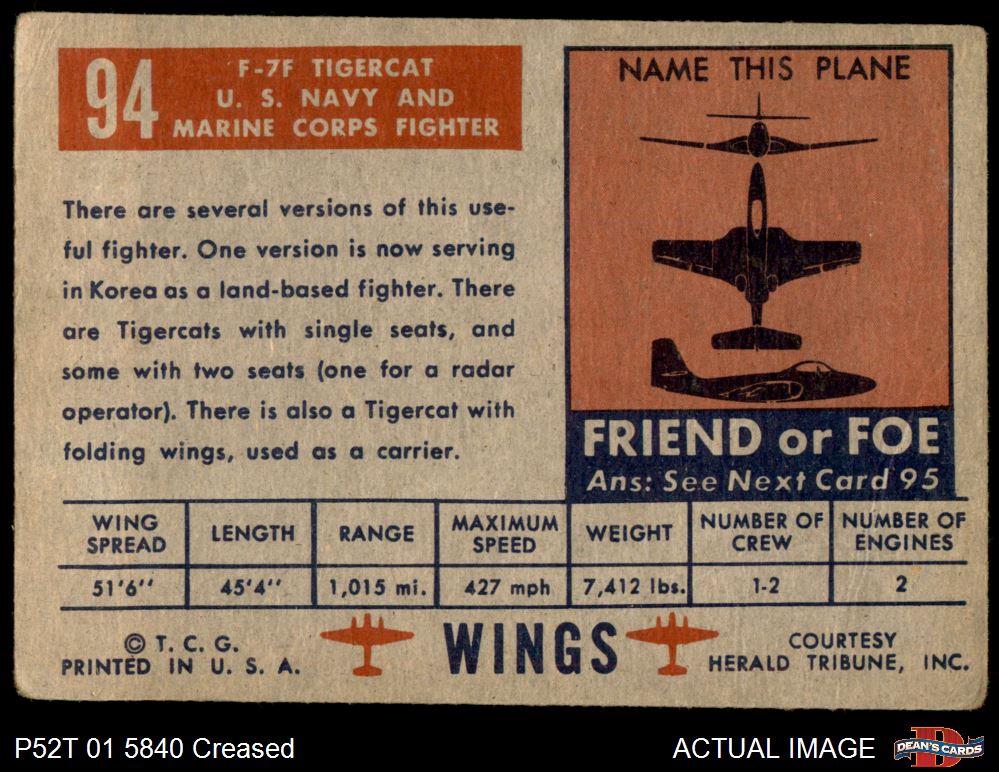 94
F-7F TIGERCAT
U. S. NAVY AND
MARINE CORPS FIGHTER
There are several versions of this use-
ful fighter. One version is now serving
in Korea as a land-based fighter. There
are Tigercats with single seats, and
some with two seats (one for a radar
operator). There is also a Tigercat with
folding wings, used as a carrier.
NAME THIS PLANE
FRIEND or FOE
Ans: See Next Card 95
WING SPREAD LENGTH RANGE MAXIMUM SPEED WEIGHT NUMBER OF CREW NUMBER OF ENGINES
51'6'' 45'4'' 1,015 mi. 427 mph 7,412 lbs. 1-2 2
© T. C. G.
PRINTED IN U. S. A.
WINGS
COURTESY
HERALD TRIBUNE, INC.
P52T 01 5840 Creased
ACTUAL IMAGE
DEAN'S CARDS